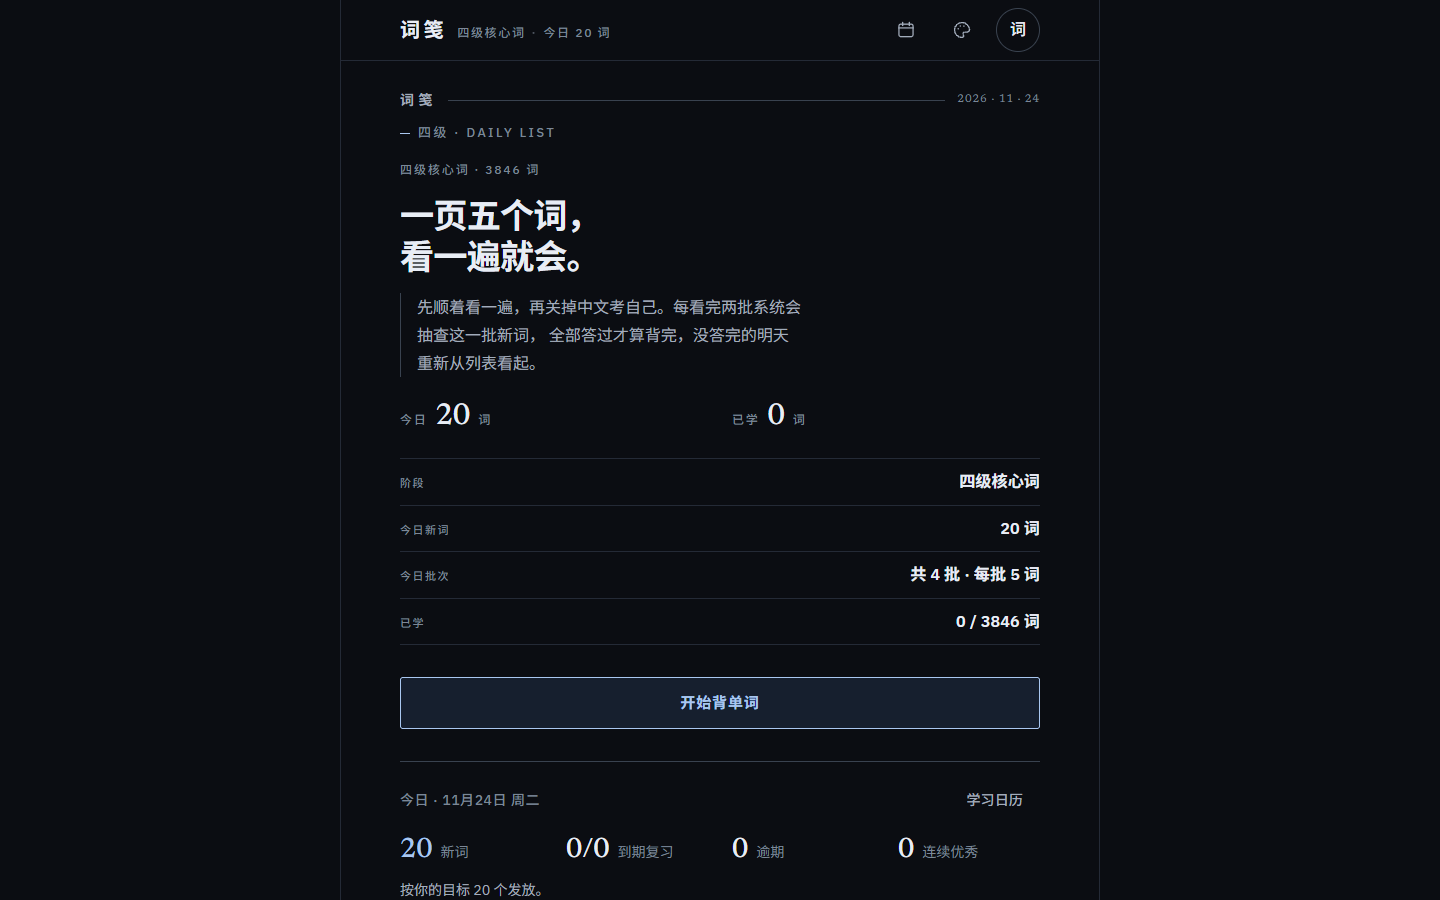 词笺 四级核心词 · 今日 20 词
词
词笺 2026 · 11 · 24
— 四级 · DAILY LIST
四级核心词 · 3846 词
一页五个词，
看一遍就会。
先顺着看一遍，再关掉中文考自己。每看完两批系统会
抽查这一批新词， 全部答过才算背完，没答完的明天
重新从列表看起。
今日 20 词 已学 0 词
阶段 四级核心词
今日新词 20 词
今日批次 共 4 批 · 每批 5 词
已学 0 / 3846 词
开始背单词
今日 · 11月24日 周二 学习日历
20 新词 0/0 到期复习 0 逾期 0 连续优秀
按你的目标 20 个发放。